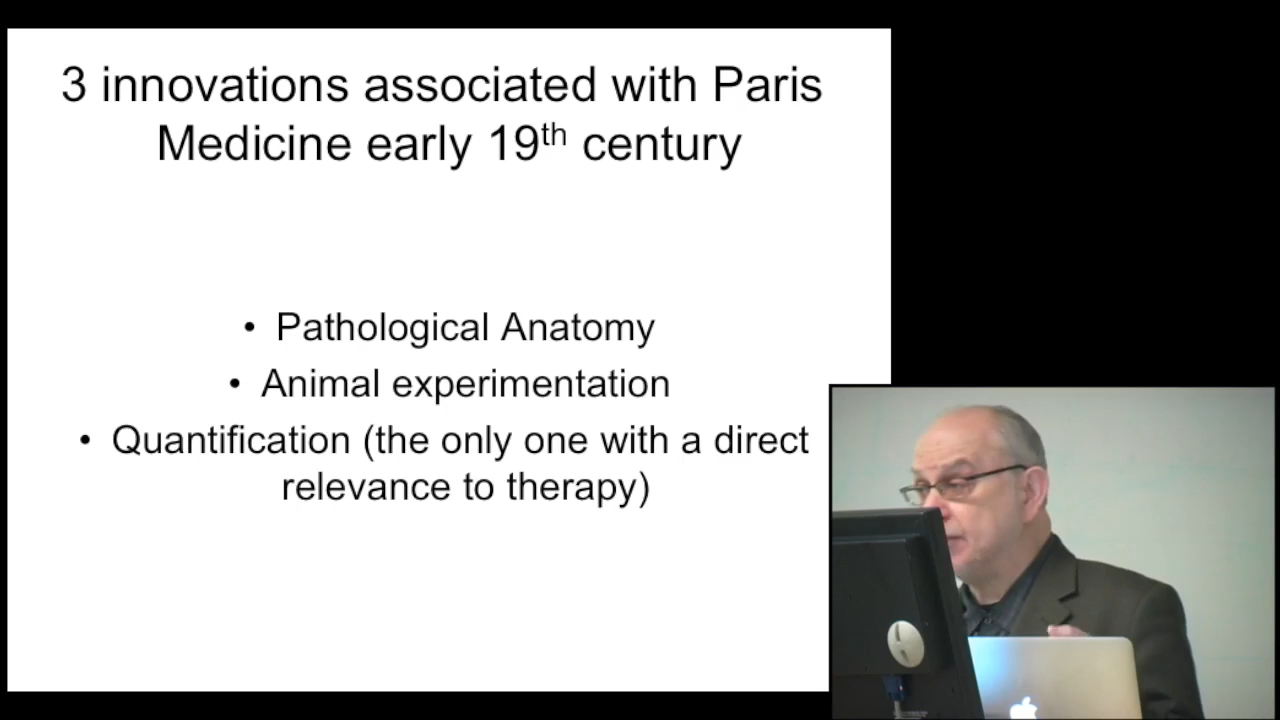 3 innovations associated with Paris
Medicine early 19th century
• Pathological Anatomy
• Animal experimentation
• Quantification (the only one with a direct
relevance to therapy)